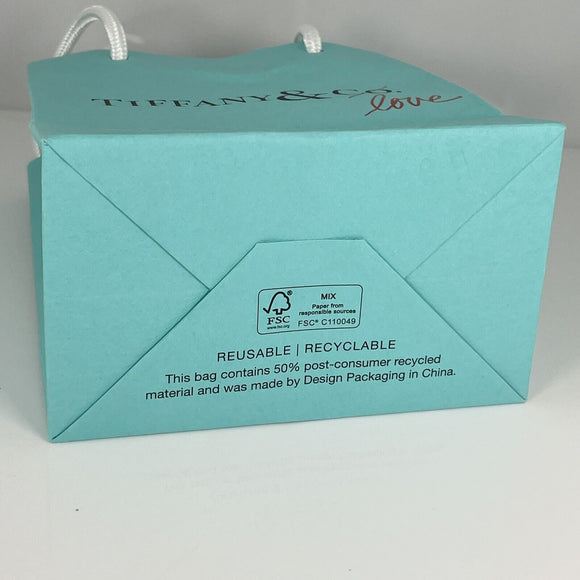 TIFFANY & Co.
love
MIX
Paper from
responsible sources
FSC
www.fsc.org
FSC® C110049
REUSABLE | RECYCLABLE
This bag contains 50% post-consumer recycled
material and was made by Design Packaging in China.